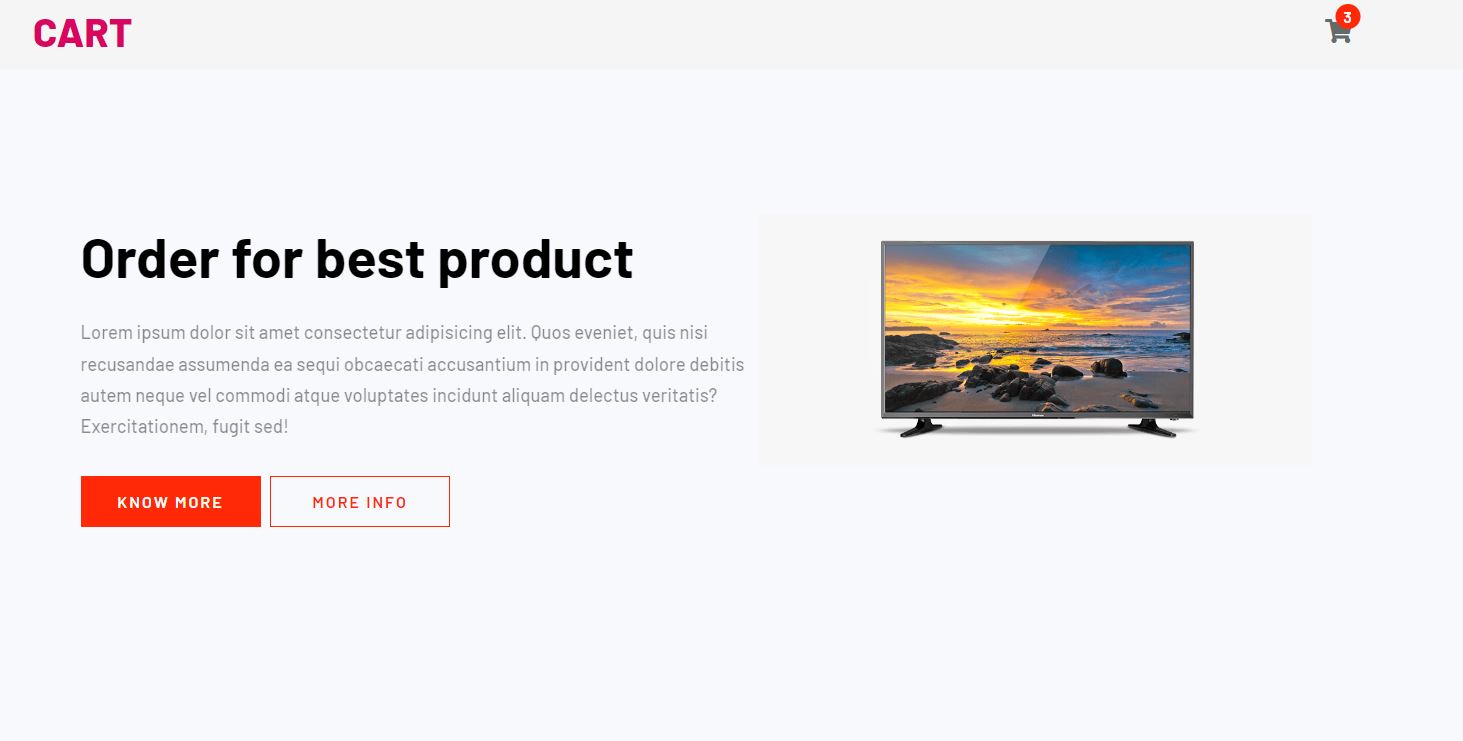 CART
3
Order for best product
Lorem ipsum dolor sit amet consectetur adipisicing elit. Quos eveniet, quis nisi
recusandae assumenda ea sequi obcaecati accusantium in provident dolore debitis
autem neque vel commodi atque voluptates incidunt aliquam delectus veritatis?
Exercitationem, fugit sed!
KNOW MORE
MORE INFO